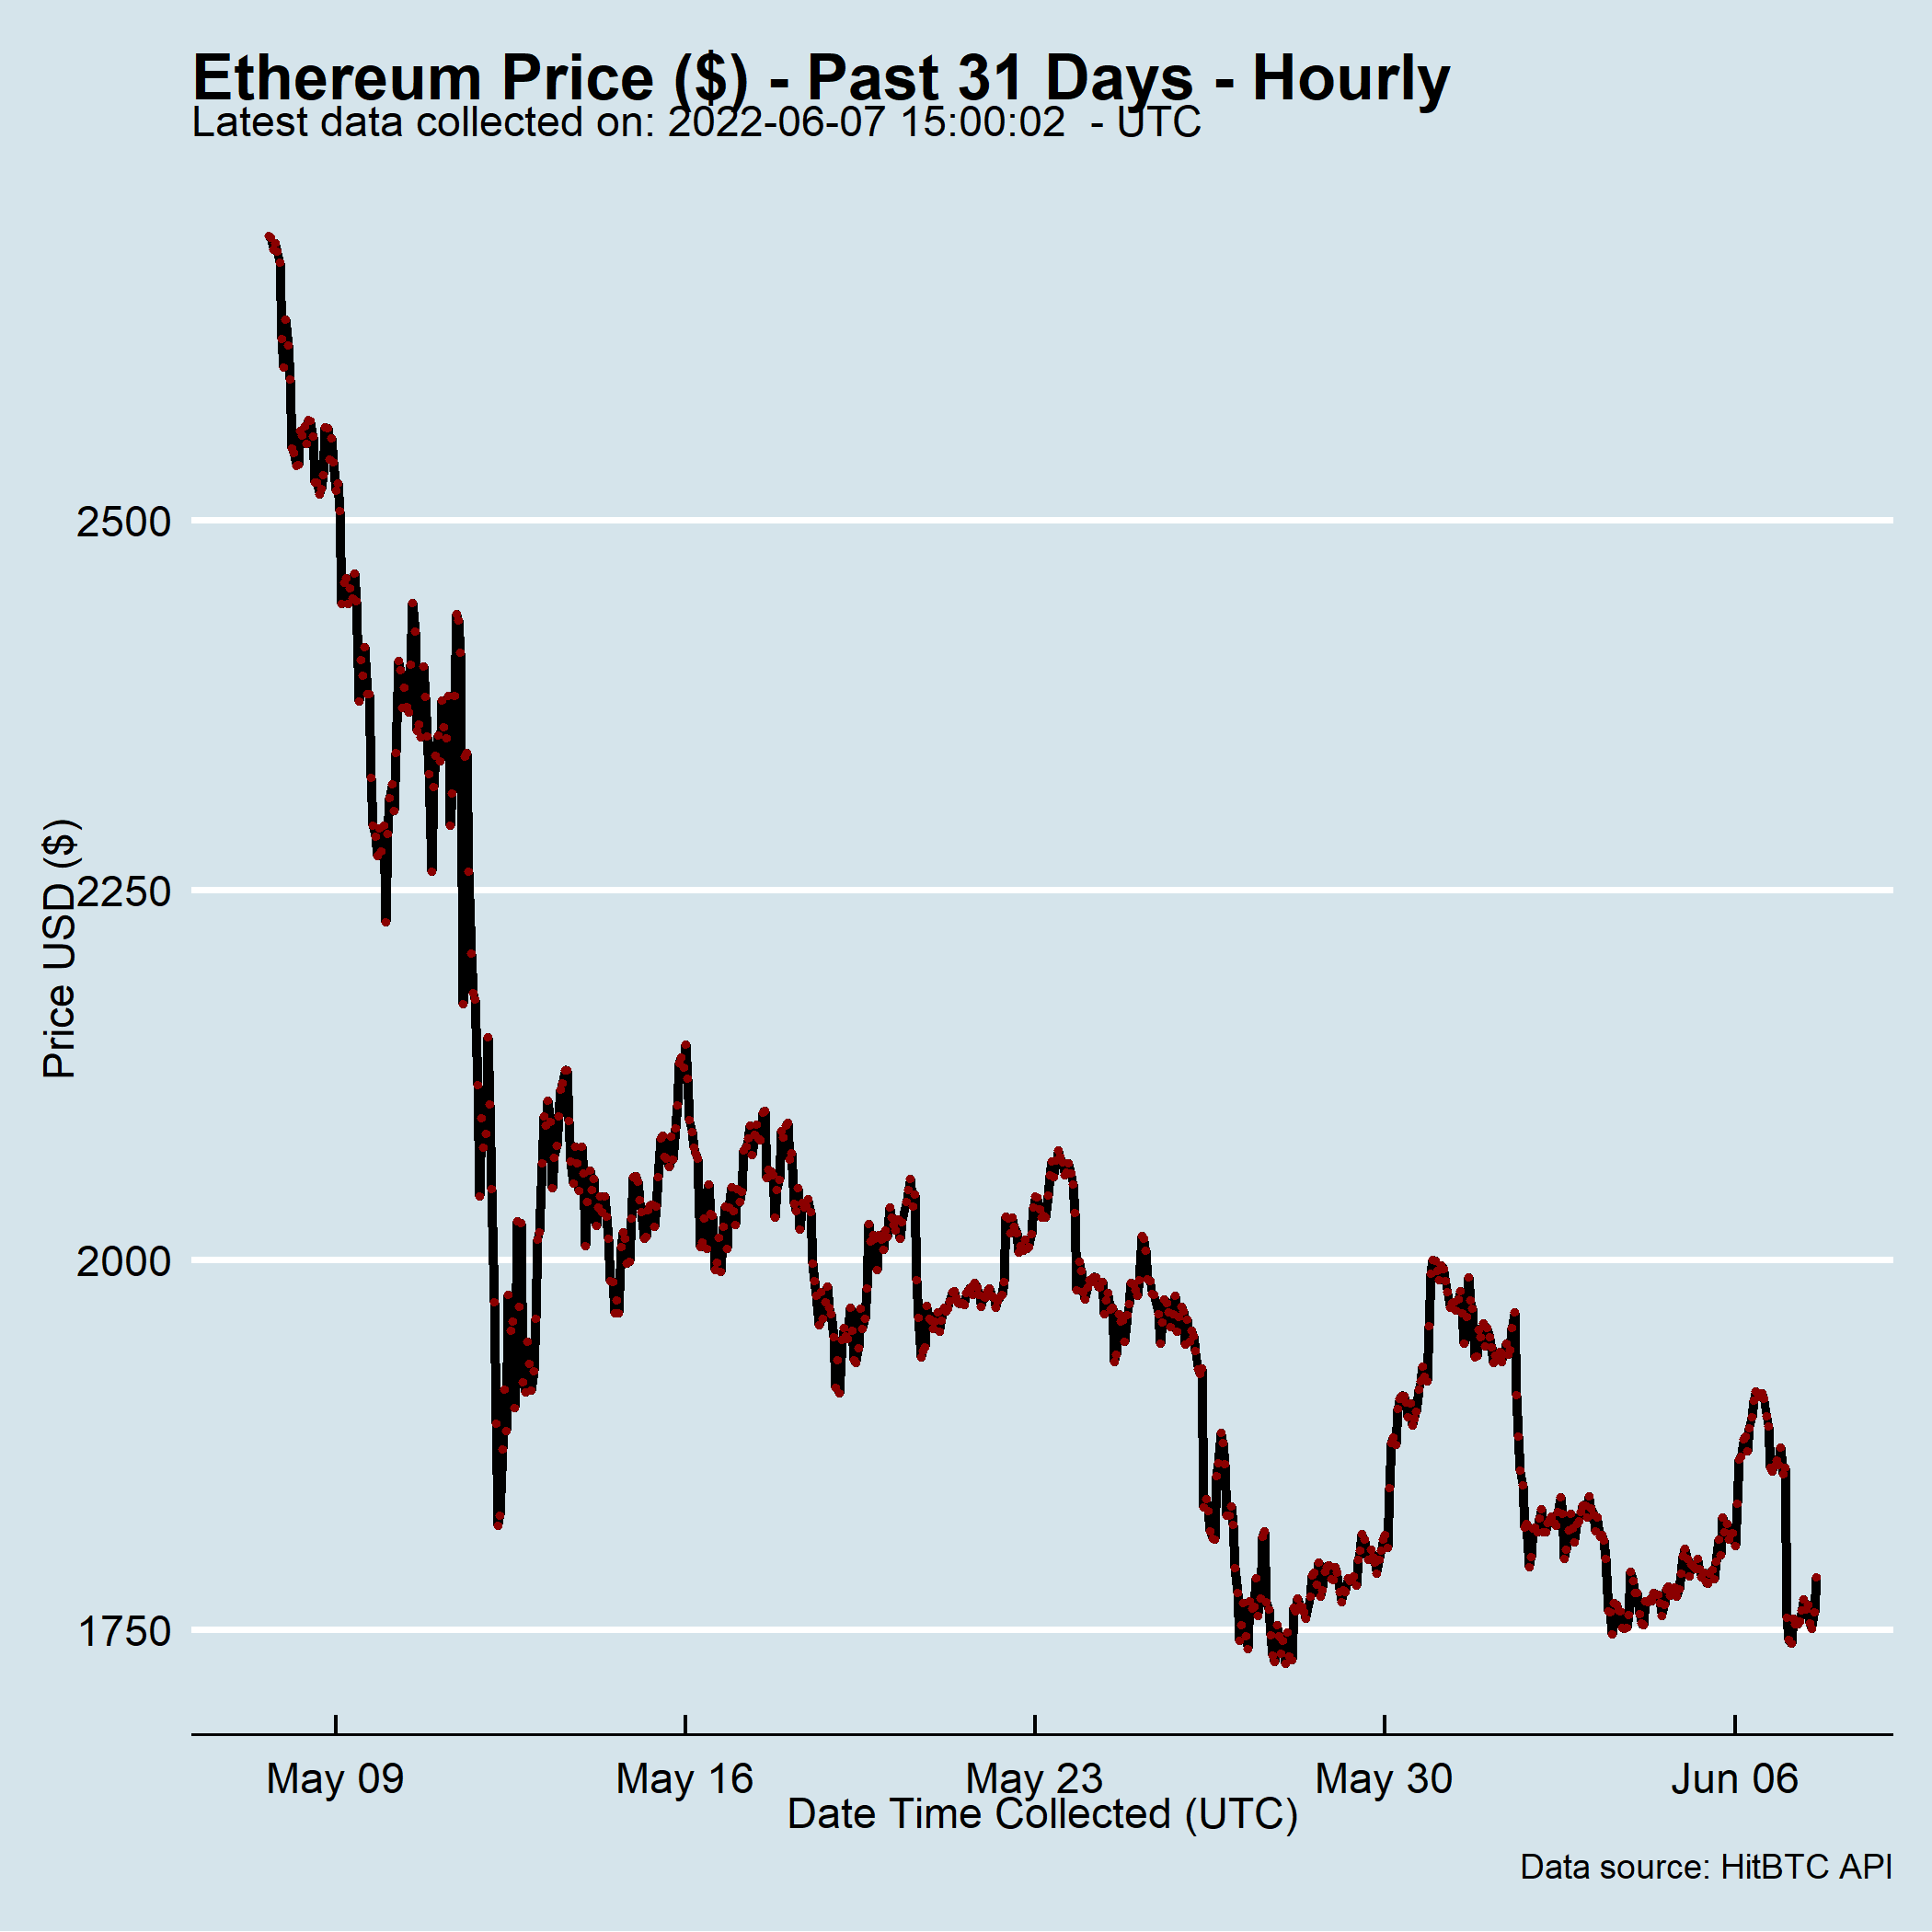 Ethereum Price ($) - Past 31 Days - Hourly
Latest data collected on: 2022-06-07 15:00:02  - UTC
Price USD ($)
2500
2250
2000
1750
May 09 May 16 May 23 May 30 Jun 06
Date Time Collected (UTC)
Data source: HitBTC API